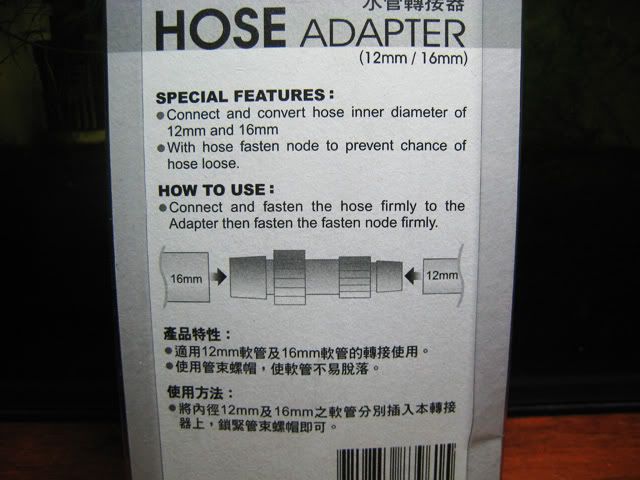 水管轉接器
HOSE ADAPTER
(12mm / 16mm)
SPECIAL FEATURES :
●Connect and convert hose inner diameter of
12mm and 16mm
●With hose fasten node to prevent chance of
hose loose.
HOW TO USE :
●Connect and fasten the hose firmly to the
Adapter then fasten the fasten node firmly.
16mm
12mm
產品特性：
●適用12mm軟管及16mm軟管的轉接使用。
●使用管束螺帽，使軟管不易脫落。
使用方法：
●將內徑12mm及16mm之軟管分別插入本轉接
器上，鎖緊管束螺帽即可。